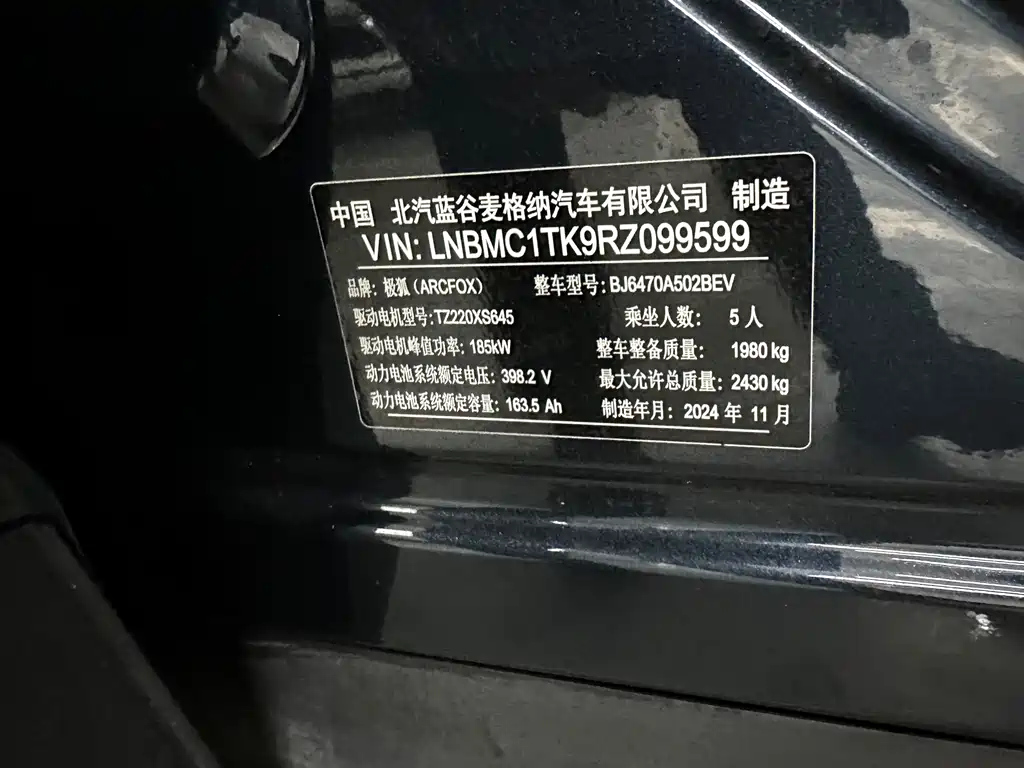 中国 北汽蓝谷麦格纳汽车有限公司 制造
VIN: LNBMC1TK9RZ099599
品牌: 极狐 (ARCFOX) 整车型号: BJ6470A502BEV
驱动电机型号: TZ220XS645 乘坐人数: 5 人
驱动电机峰值功率: 185kW 整车整备质量: 1980 kg
动力电池系统额定电压: 398.2 V 最大允许总质量: 2430 kg
动力电池系统额定容量: 163.5 Ah 制造年月: 2024 年 11 月